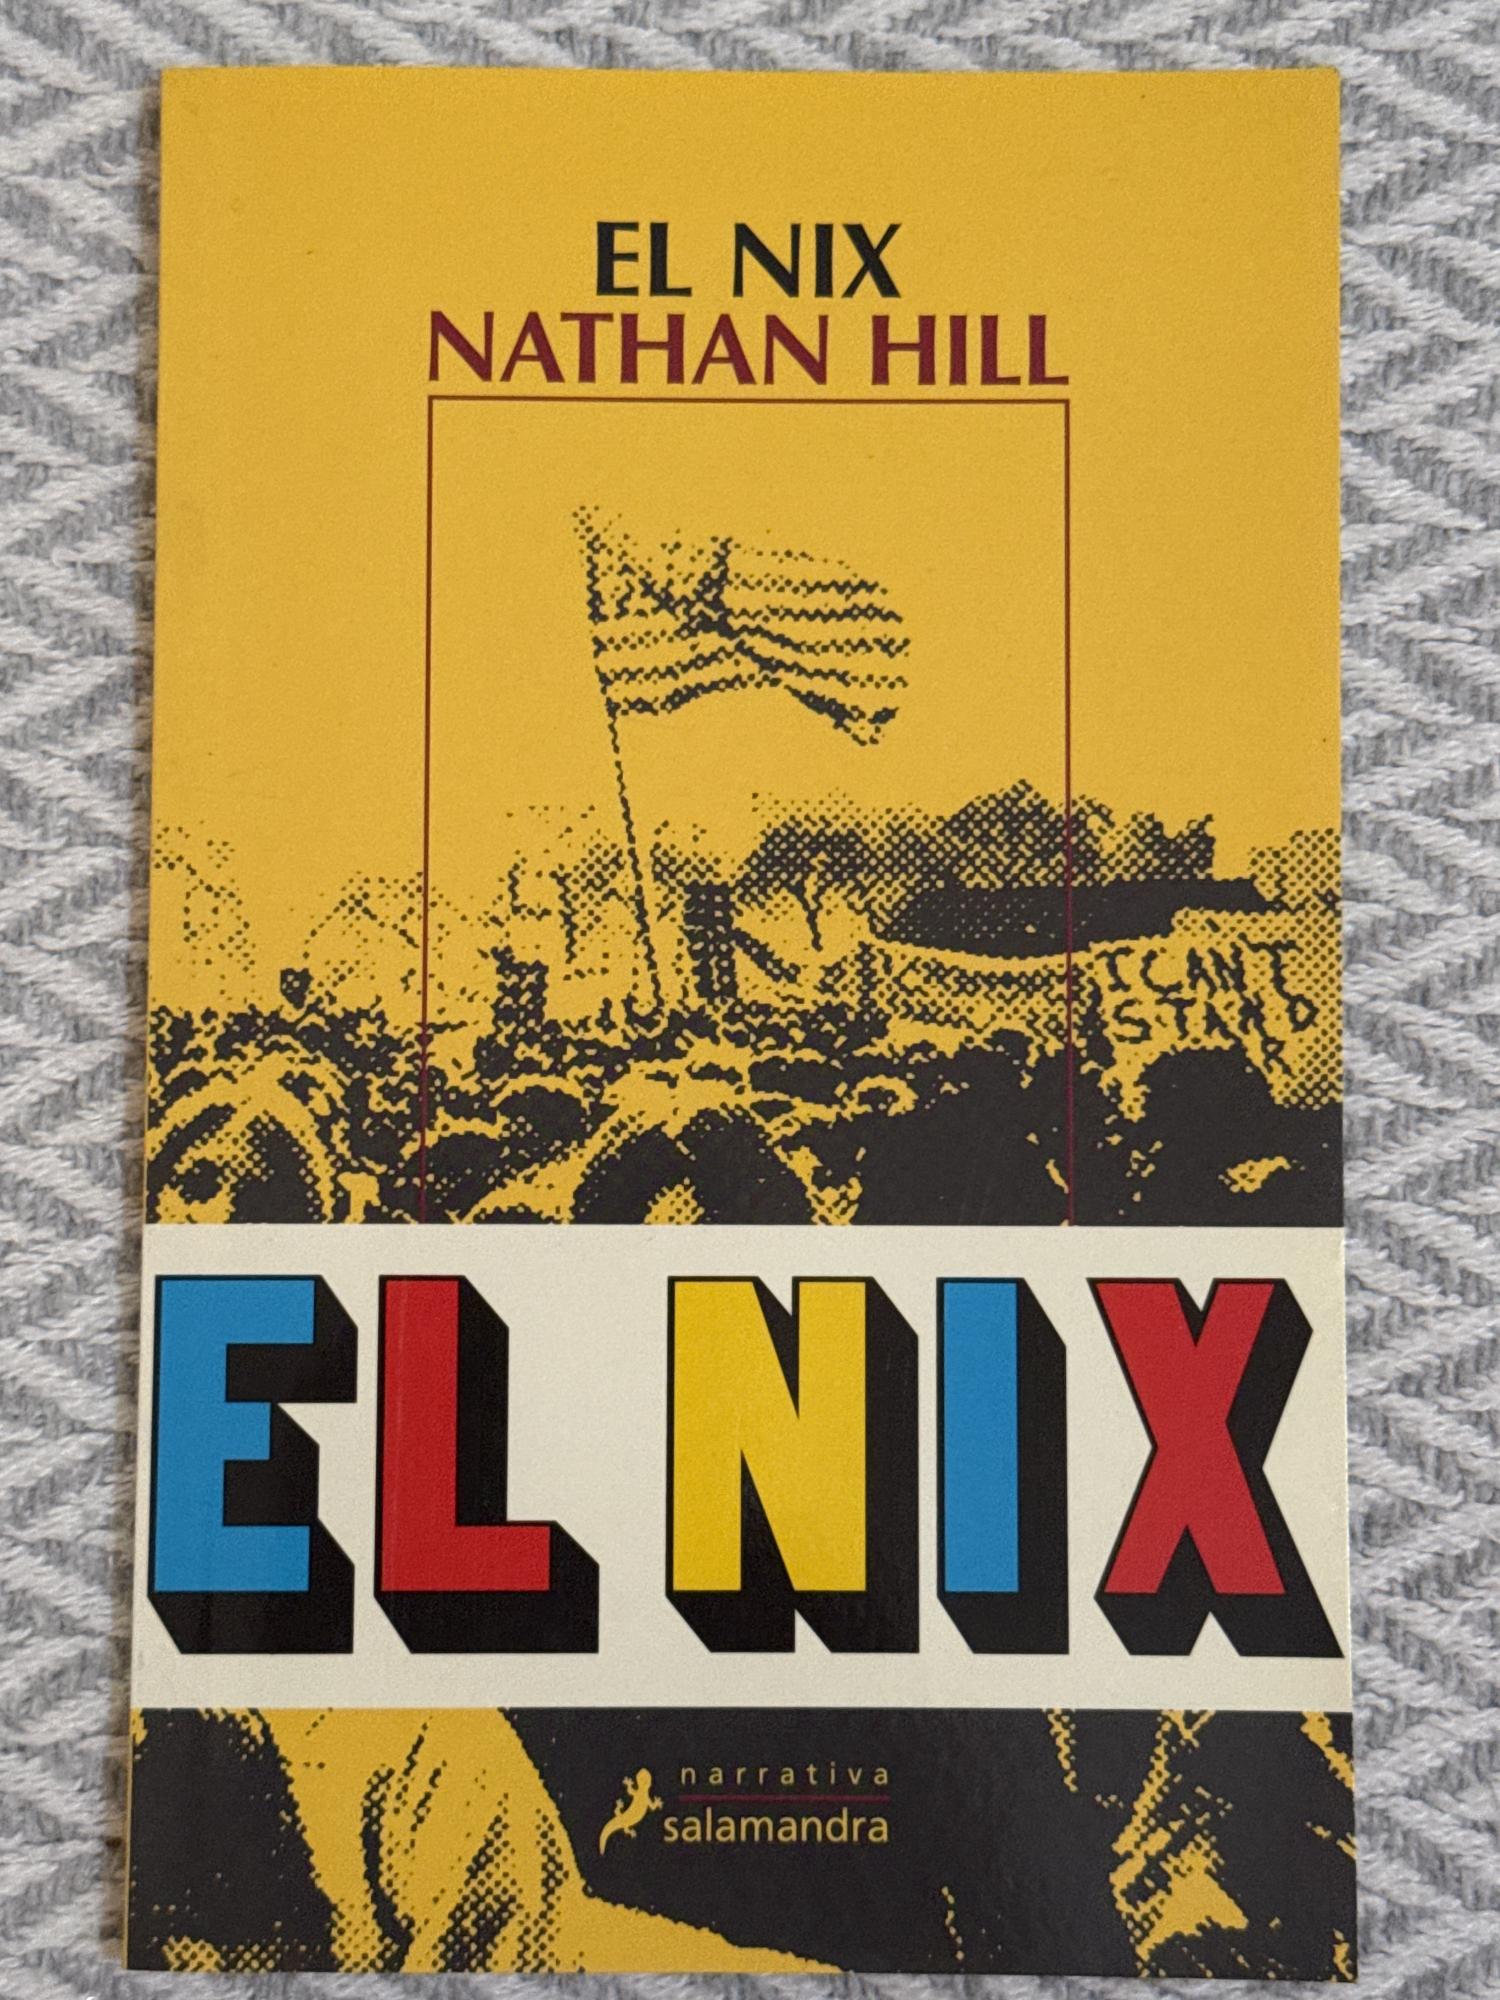 EL NIX
NATHAN HILL
I CAN'T
STAND
EL NIX
narrativa
salamandra